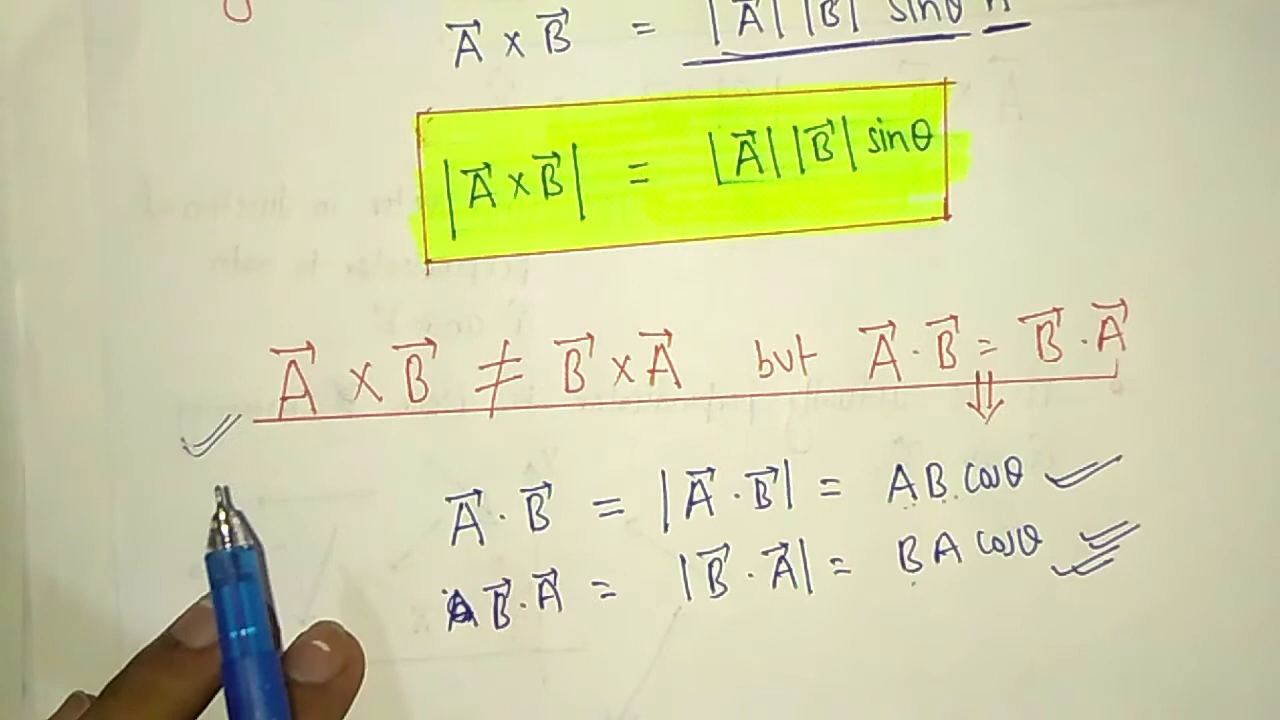 A⃗ × B⃗ = |A⃗| |B⃗| sinθ n
|A⃗ × B⃗| = |A⃗| |B⃗| sinθ
A⃗ × B⃗ ≠ B⃗ × A⃗ but A⃗ · B⃗ = B⃗ · A⃗
A⃗ · B⃗ = |A⃗ · B⃗| = AB cosθ
B⃗ · A⃗ = |B⃗ · A⃗| = BA cosθ